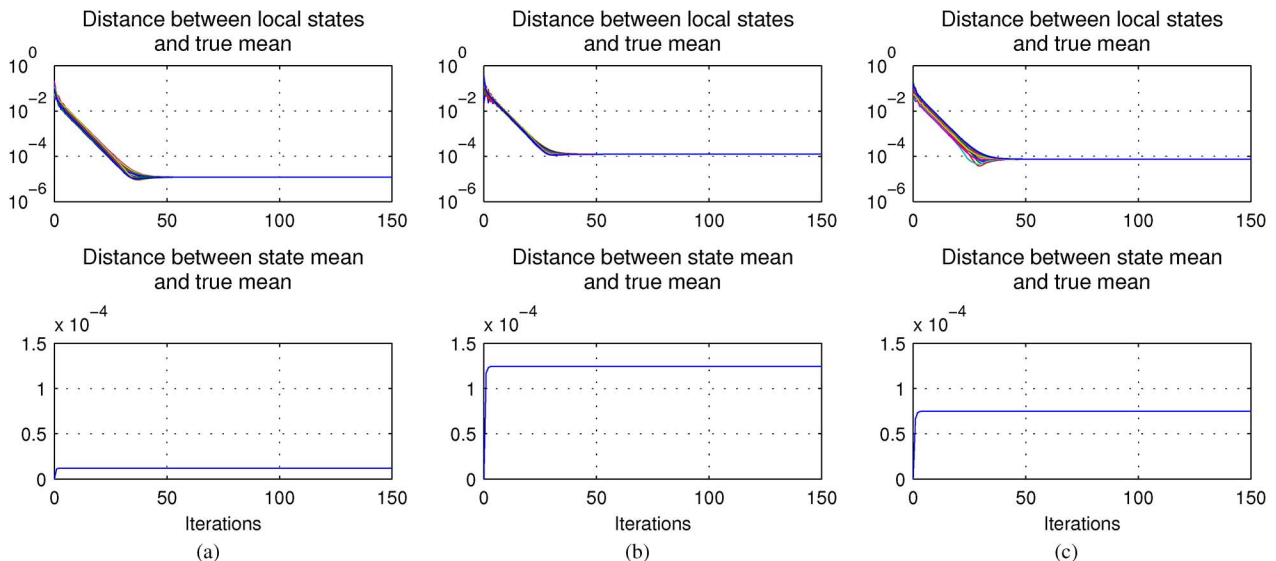 Distance between local states
and true mean
Distance between local states
and true mean
Distance between local states
and true mean
10^0
10^-2
10^-4
10^-6
0 50 100 150
10^0
10^-2
10^-4
10^-6
0 50 100 150
10^0
10^-2
10^-4
10^-6
0 50 100 150
Distance between state mean
and true mean
Distance between state mean
and true mean
Distance between state mean
and true mean
x 10^-4
1.5
1
0.5
0
0 50 100 150
Iterations
(a)
x 10^-4
1.5
1
0.5
0
0 50 100 150
Iterations
(b)
x 10^-4
1.5
1
0.5
0
0 50 100 150
Iterations
(c)